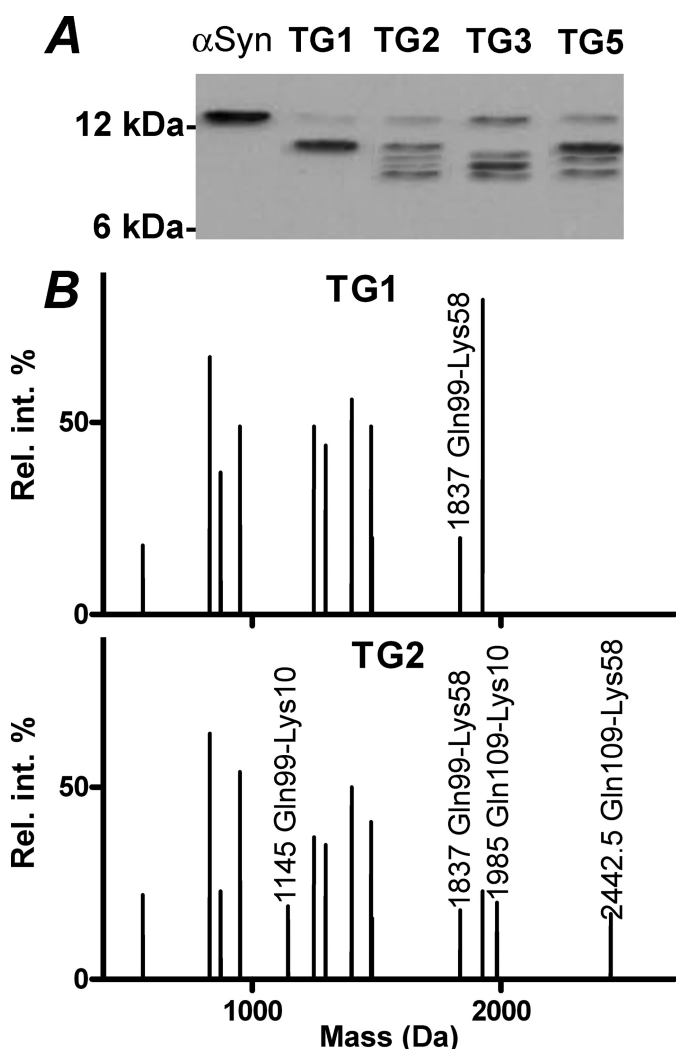 A
αSyn TG1 TG2 TG3 TG5
12 kDa-
6 kDa-
B
TG1
Rel. int. %
50
0
1837 Gln99-Lys58
TG2
Rel. int. %
50
0
1145 Gln99-Lys10
1837 Gln99-Lys58
1985 Gln109-Lys10
2442.5 Gln109-Lys58
1000 2000
Mass (Da)